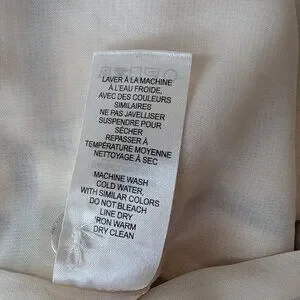 LAVER À LA MACHINE
À L'EAU FROIDE,
AVEC DES COULEURS
SIMILAIRES
NE PAS JAVELLISER
SUSPENDRE POUR
SÉCHER
REPASSER À
TEMPÉRATURE MOYENNE
NETTOYAGE À SEC
MACHINE WASH
COLD WATER,
WITH SIMILAR COLORS
DO NOT BLEACH
LINE DRY
IRON WARM
DRY CLEAN